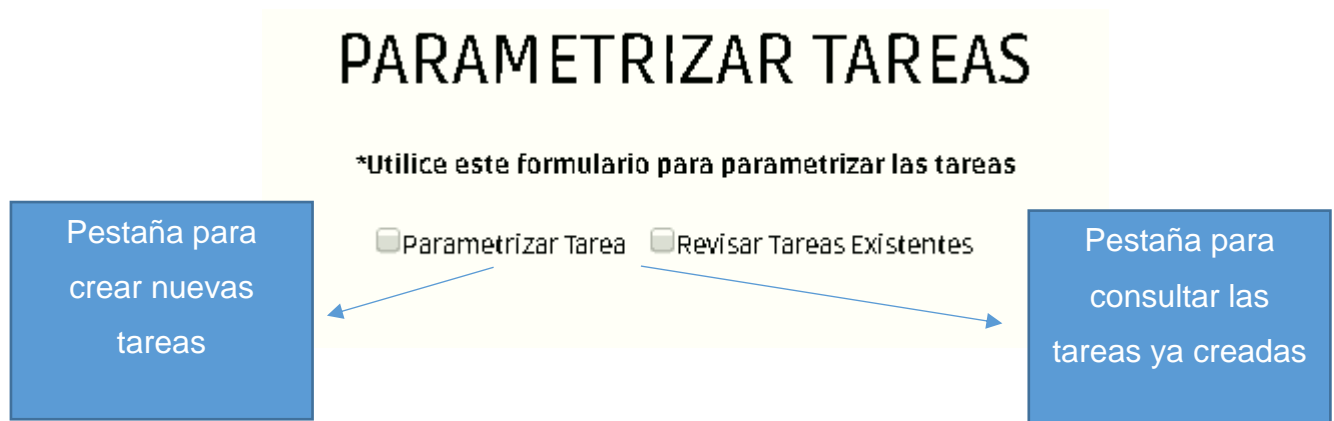 PARAMETRIZAR TAREAS
*Utilice este formulario para parametrizar las tareas
Parametrizar Tarea Revisar Tareas Existentes
Pestaña para
crear nuevas
tareas
Pestaña para
consultar las
tareas ya creadas